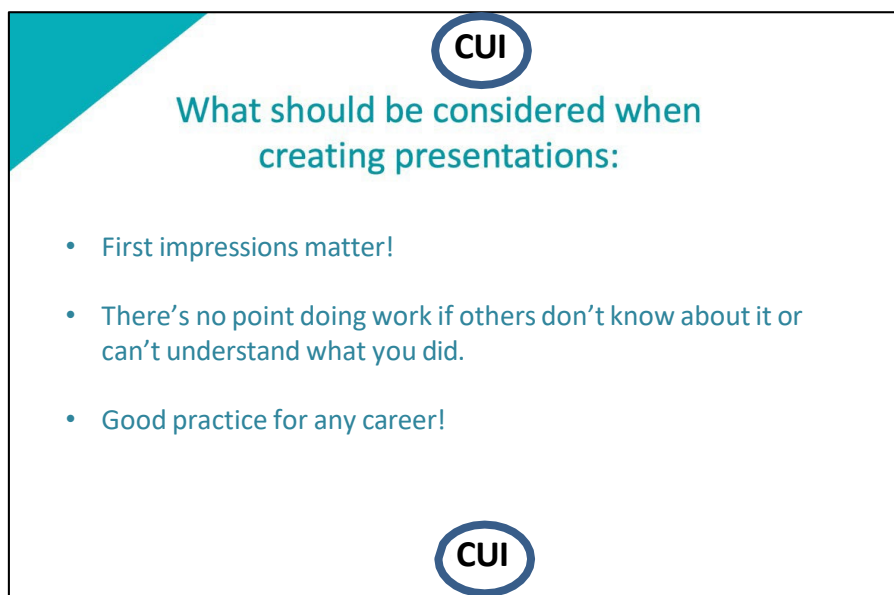 CUI
What should be considered when
creating presentations:
• First impressions matter!
• There’s no point doing work if others don’t know about it or
can’t understand what you did.
• Good practice for any career!
CUI